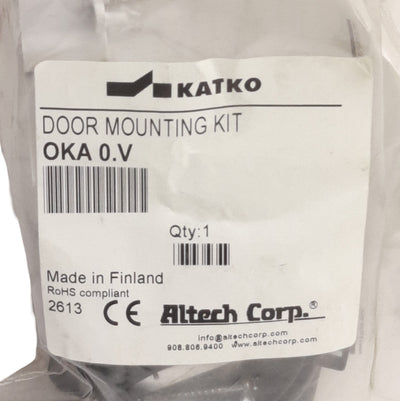 KATKO
DOOR MOUNTING KIT
OKA 0.V
Qty:1
Made in Finland
RoHS compliant
2613 CE Altech Corp.®
info@altechcorp.com
908.806.9400 www.altechcorp.com